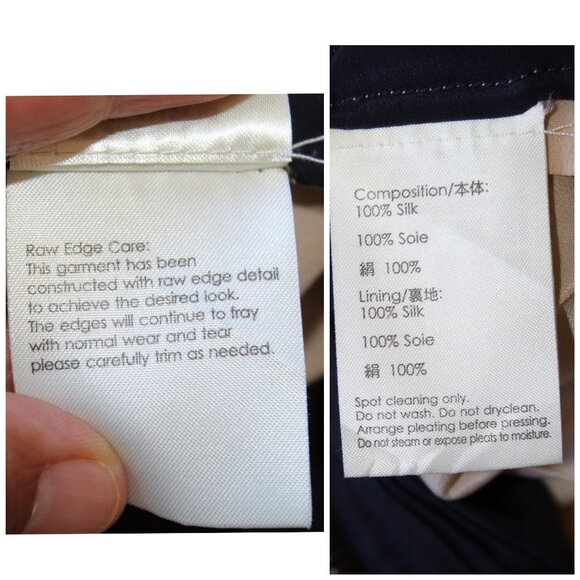 Raw Edge Care:
This garment has been
constructed with raw edge detail
to achieve the desired look.
The edges will continue to fray
with normal wear and tear
please carefully trim as needed.
Composition/本体:
100% Silk
100% Soie
絹 100%
Lining/裏地:
100% Silk
100% Soie
絹 100%
Spot cleaning only.
Do not wash. Do not dryclean.
Arrange pleating before pressing.
Do not steam or expose pleats to moisture.